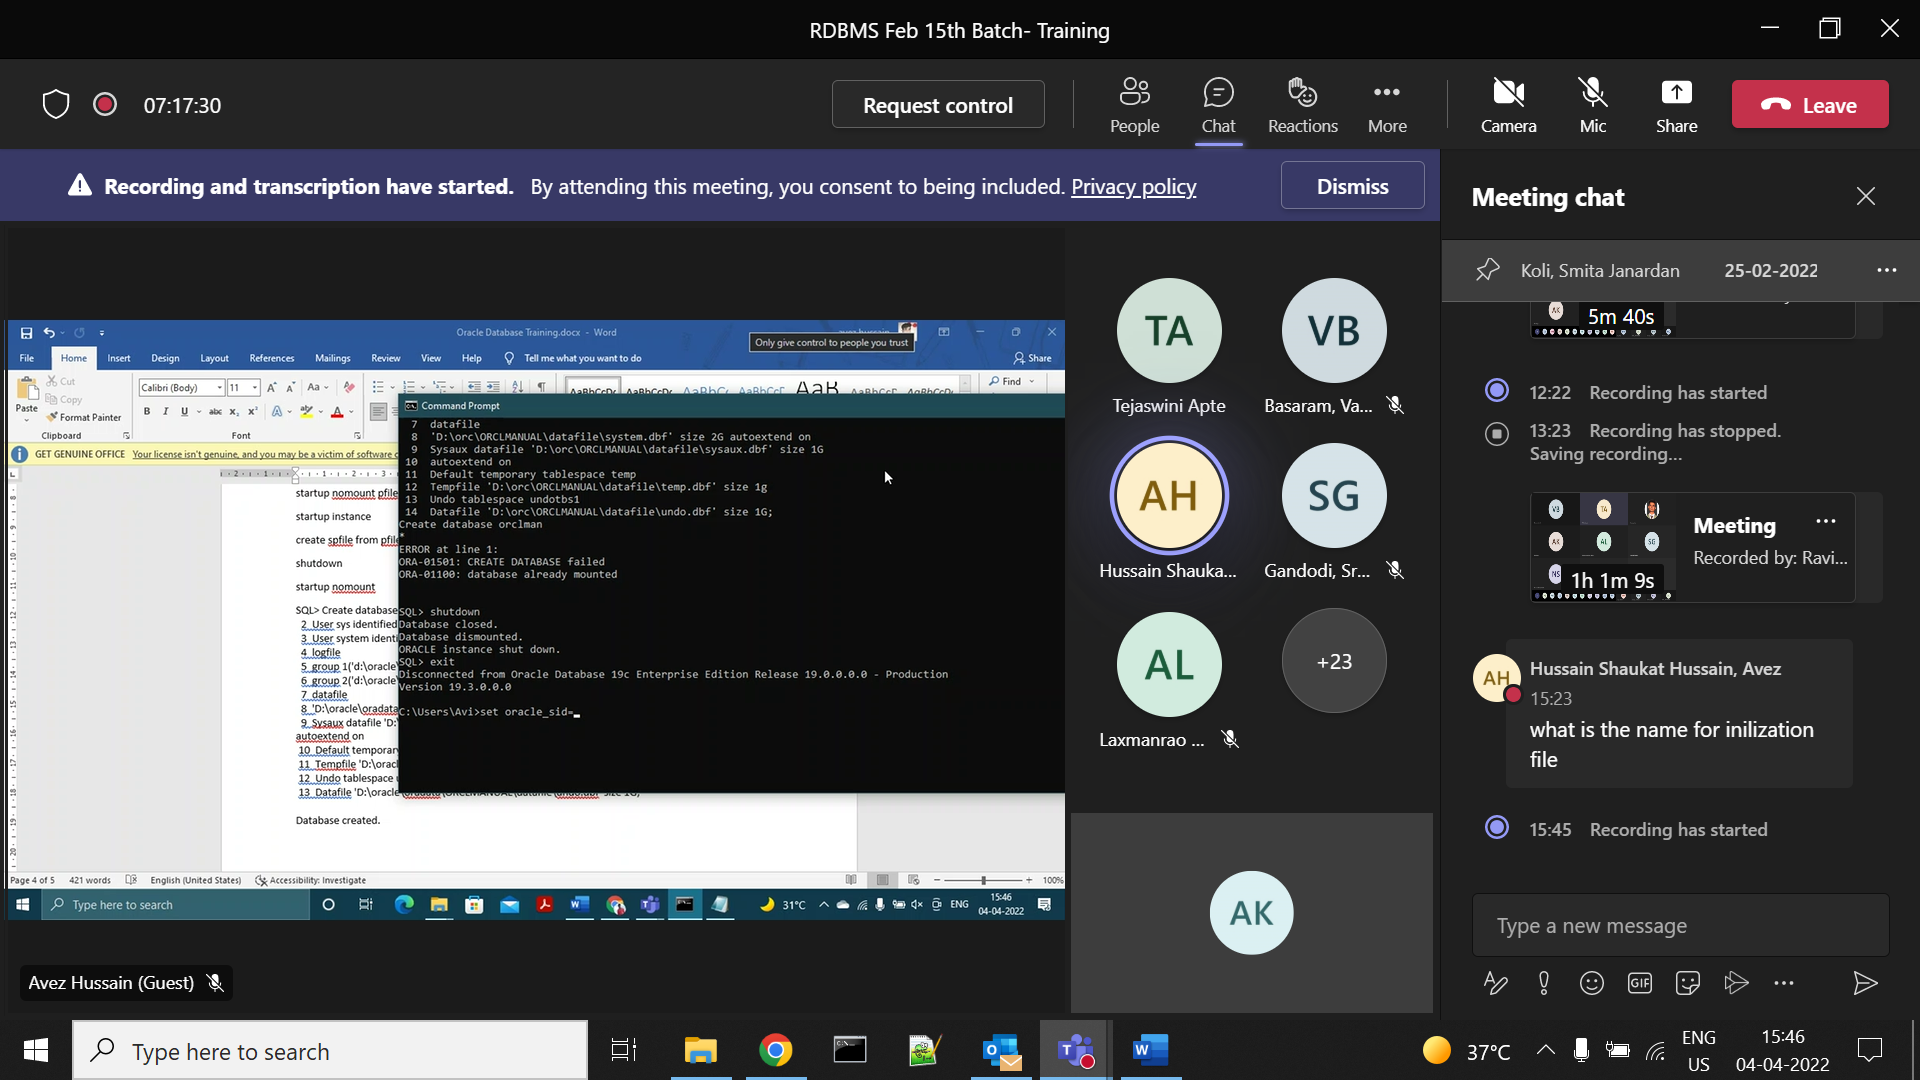 RDBMS Feb 15th Batch- Training
07:17:30
Request control
People
Chat
Reactions
More
Camera
Mic
Share
Leave
Recording and transcription have started. By attending this meeting, you consent to being included. Privacy policy
Dismiss
Oracle Database Training.docx - Word
Only give control to people you trust
File Home Insert Design Layout References Mailings Review View Help Tell me what you want to do
Share
Paste
Cut
Copy
Format Painter
Clipboard
Calibri (Body) 11
Font
Find
GET GENUINE OFFICE Your license isn't genuine, and you may be a victim of software
startup nomount pfile
startup instance
create spfile from pfile
shutdown
startup nomount
SQL> Create database
2 User sys identified
3 User system identi
4 logfile
5 group 1('d:\oracle
6 group 2('d:\oracle
7 datafile
8 'D:\oracle\oradata
9 Sysaux datafile 'D:
autoextend on
10 Default temporar
11 Tempfile 'D:\oracl
12 Undo tablespace
13 Datafile 'D:\oracle
Database created.
Command Prompt
7 datafile
8 'D:\orc\ORCLMANUAL\datafile\system.dbf' size 2G autoextend on
9 Sysaux datafile 'D:\orc\ORCLMANUAL\datafile\sysaux.dbf' size 1G
10 autoextend on
11 Default temporary tablespace temp
12 Tempfile 'D:\orc\ORCLMANUAL\datafile\temp.dbf' size 1g
13 Undo tablespace undotbs1
14 Datafile 'D:\orc\ORCLMANUAL\datafile\undo.dbf' size 1G;
Create database orclman
*
ERROR at line 1:
ORA-01501: CREATE DATABASE failed
ORA-01100: database already mounted
SQL> shutdown
Database closed.
Database dismounted.
ORACLE instance shut down.
SQL> exit
Disconnected from Oracle Database 19c Enterprise Edition Release 19.0.0.0.0 - Production
Version 19.3.0.0.0
C:\Users\Avi>set oracle_sid=_
Page 4 of 5 421 words English (United States) Accessibility: Investigate
100%
Type here to search
31°C
ENG
15:46
04-04-2022
Avez Hussain (Guest)
TA
Tejaswini Apte
VB
Basaram, Va...
AH
Hussain Shauka...
SG
Gandodi, Sr...
AL
Laxmanrao ...
+23
AK
Meeting chat
Koli, Smita Janardan 25-02-2022
AK
5m 40s
12:22 Recording has started
13:23 Recording has stopped.
Saving recording...
VB TA
AK AL SG
NS
1h 1m 9s
Meeting
Recorded by: Ravi...
AH
Hussain Shaukat Hussain, Avez
15:23
what is the name for inilization
file
15:45 Recording has started
Type a new message
GIF
Type here to search
37°C
ENG
US
15:46
04-04-2022